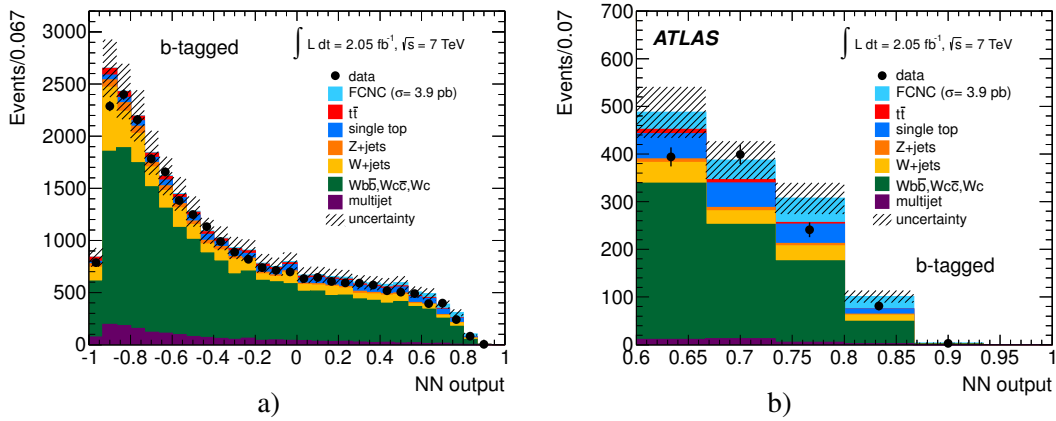 b-tagged
∫ L dt = 2.05 fb⁻¹, √s = 7 TeV
data
FCNC (σ= 3.9 pb)
tt̄
single top
Z+jets
W+jets
Wbb̄,Wcc̄,Wc
multijet
uncertainty
Events/0.067
3000
2500
2000
1500
1000
500
0
-1 -0.8 -0.6 -0.4 -0.2 0 0.2 0.4 0.6 0.8 1
NN output
a)
ATLAS
∫ L dt = 2.05 fb⁻¹, √s = 7 TeV
data
FCNC (σ= 3.9 pb)
tt̄
single top
Z+jets
W+jets
Wbb̄,Wcc̄,Wc
multijet
uncertainty
b-tagged
Events/0.07
700
600
500
400
300
200
100
0
0.6 0.65 0.7 0.75 0.8 0.85 0.9 0.95 1
NN output
b)